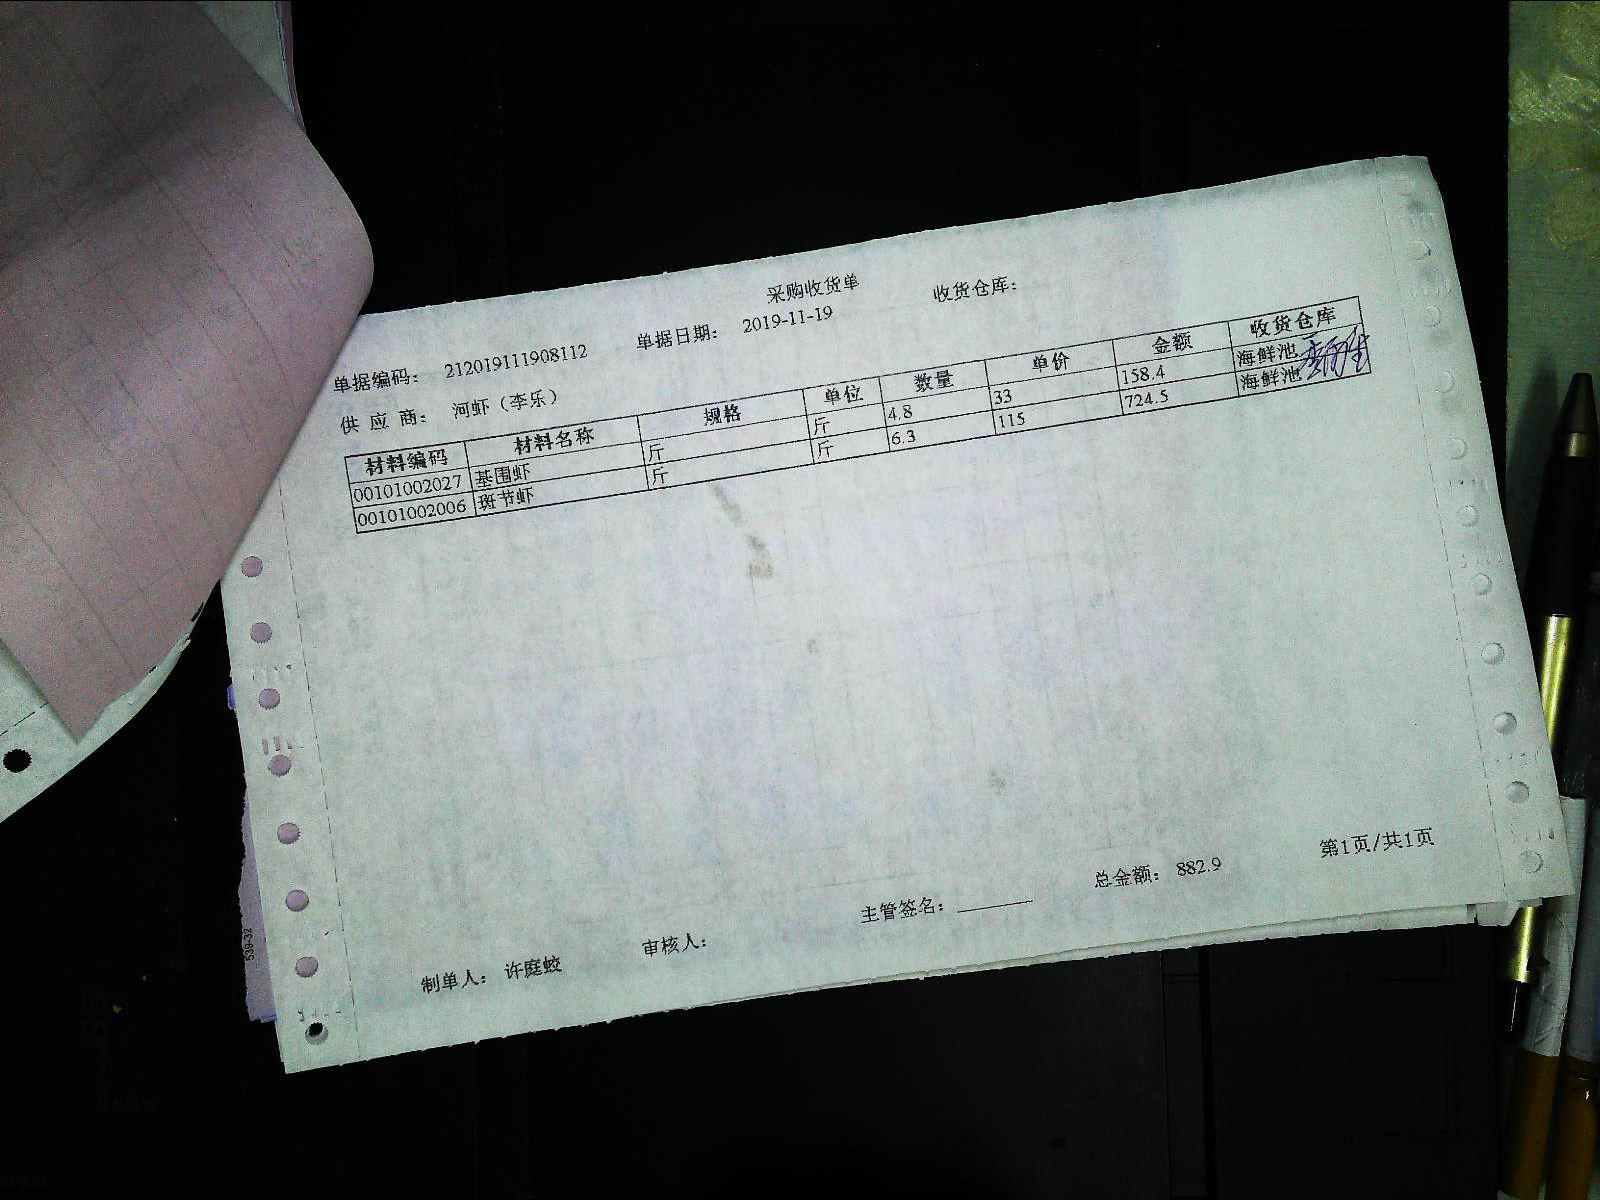 采购收货单
单据编码： 212019111908112 单据日期： 2019-11-19 收货仓库：
供 应 商： 河虾（李乐）
材料编码 材料名称 规格 单位 数量 单价 金额 收货仓库
00101002027 基围虾 斤 斤 4.8 33 158.4 海鲜池
00101002006 斑节虾 斤 斤 6.3 115 724.5 海鲜池
制单人： 许庭蛟 审核人： 主管签名： 总金额： 882.9 第1页/共1页
539-32